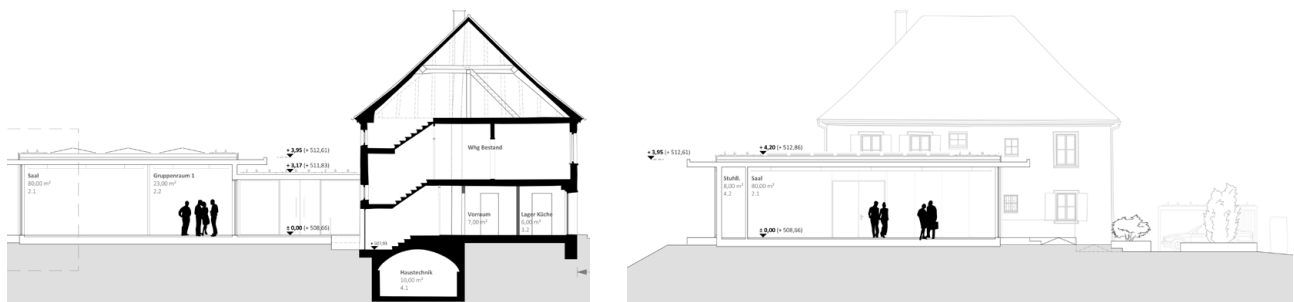 + 3,95 (+ 512,61)
+ 3,17 (+ 511,83)
Saal
80,00 m²
2.1
Gruppenraum 1
23,00 m²
2.2
± 0,00 (+ 508,66)
Whg Bestand
Vorraum
7,00 m²
Lager Küche
6,00 m²
3.2
Haustechnik
10,00 m²
4.1
+ 3,95 (+ 512,61)
+ 4,20 (+ 512,86)
Stuhll.
8,00 m²
4.2
Saal
80,00 m²
2.1
± 0,00 (+ 508,66)